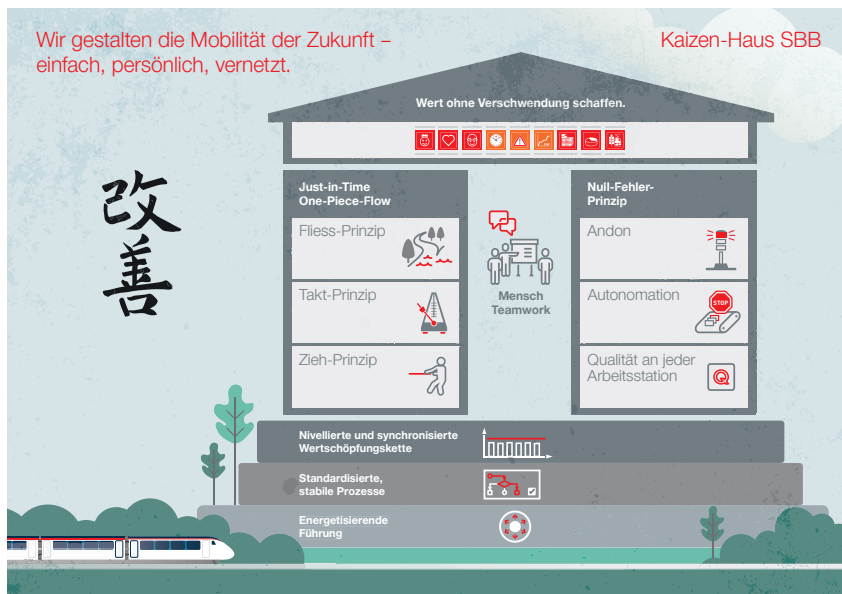 Wir gestalten die Mobilität der Zukunft –
einfach, persönlich, vernetzt.
Kaizen-Haus SBB
Wert ohne Verschwendung schaffen.
改
善
Just-in-Time
One-Piece-Flow
Fliess-Prinzip
Takt-Prinzip
Zieh-Prinzip
Mensch
Teamwork
Null-Fehler-
Prinzip
Andon
Autonomation
STOP
Qualität an jeder
Arbeitsstation
Q
Nivellierte und synchronisierte
Wertschöpfungskette
Standardisierte,
stabile Prozesse
Energetisierende
Führung